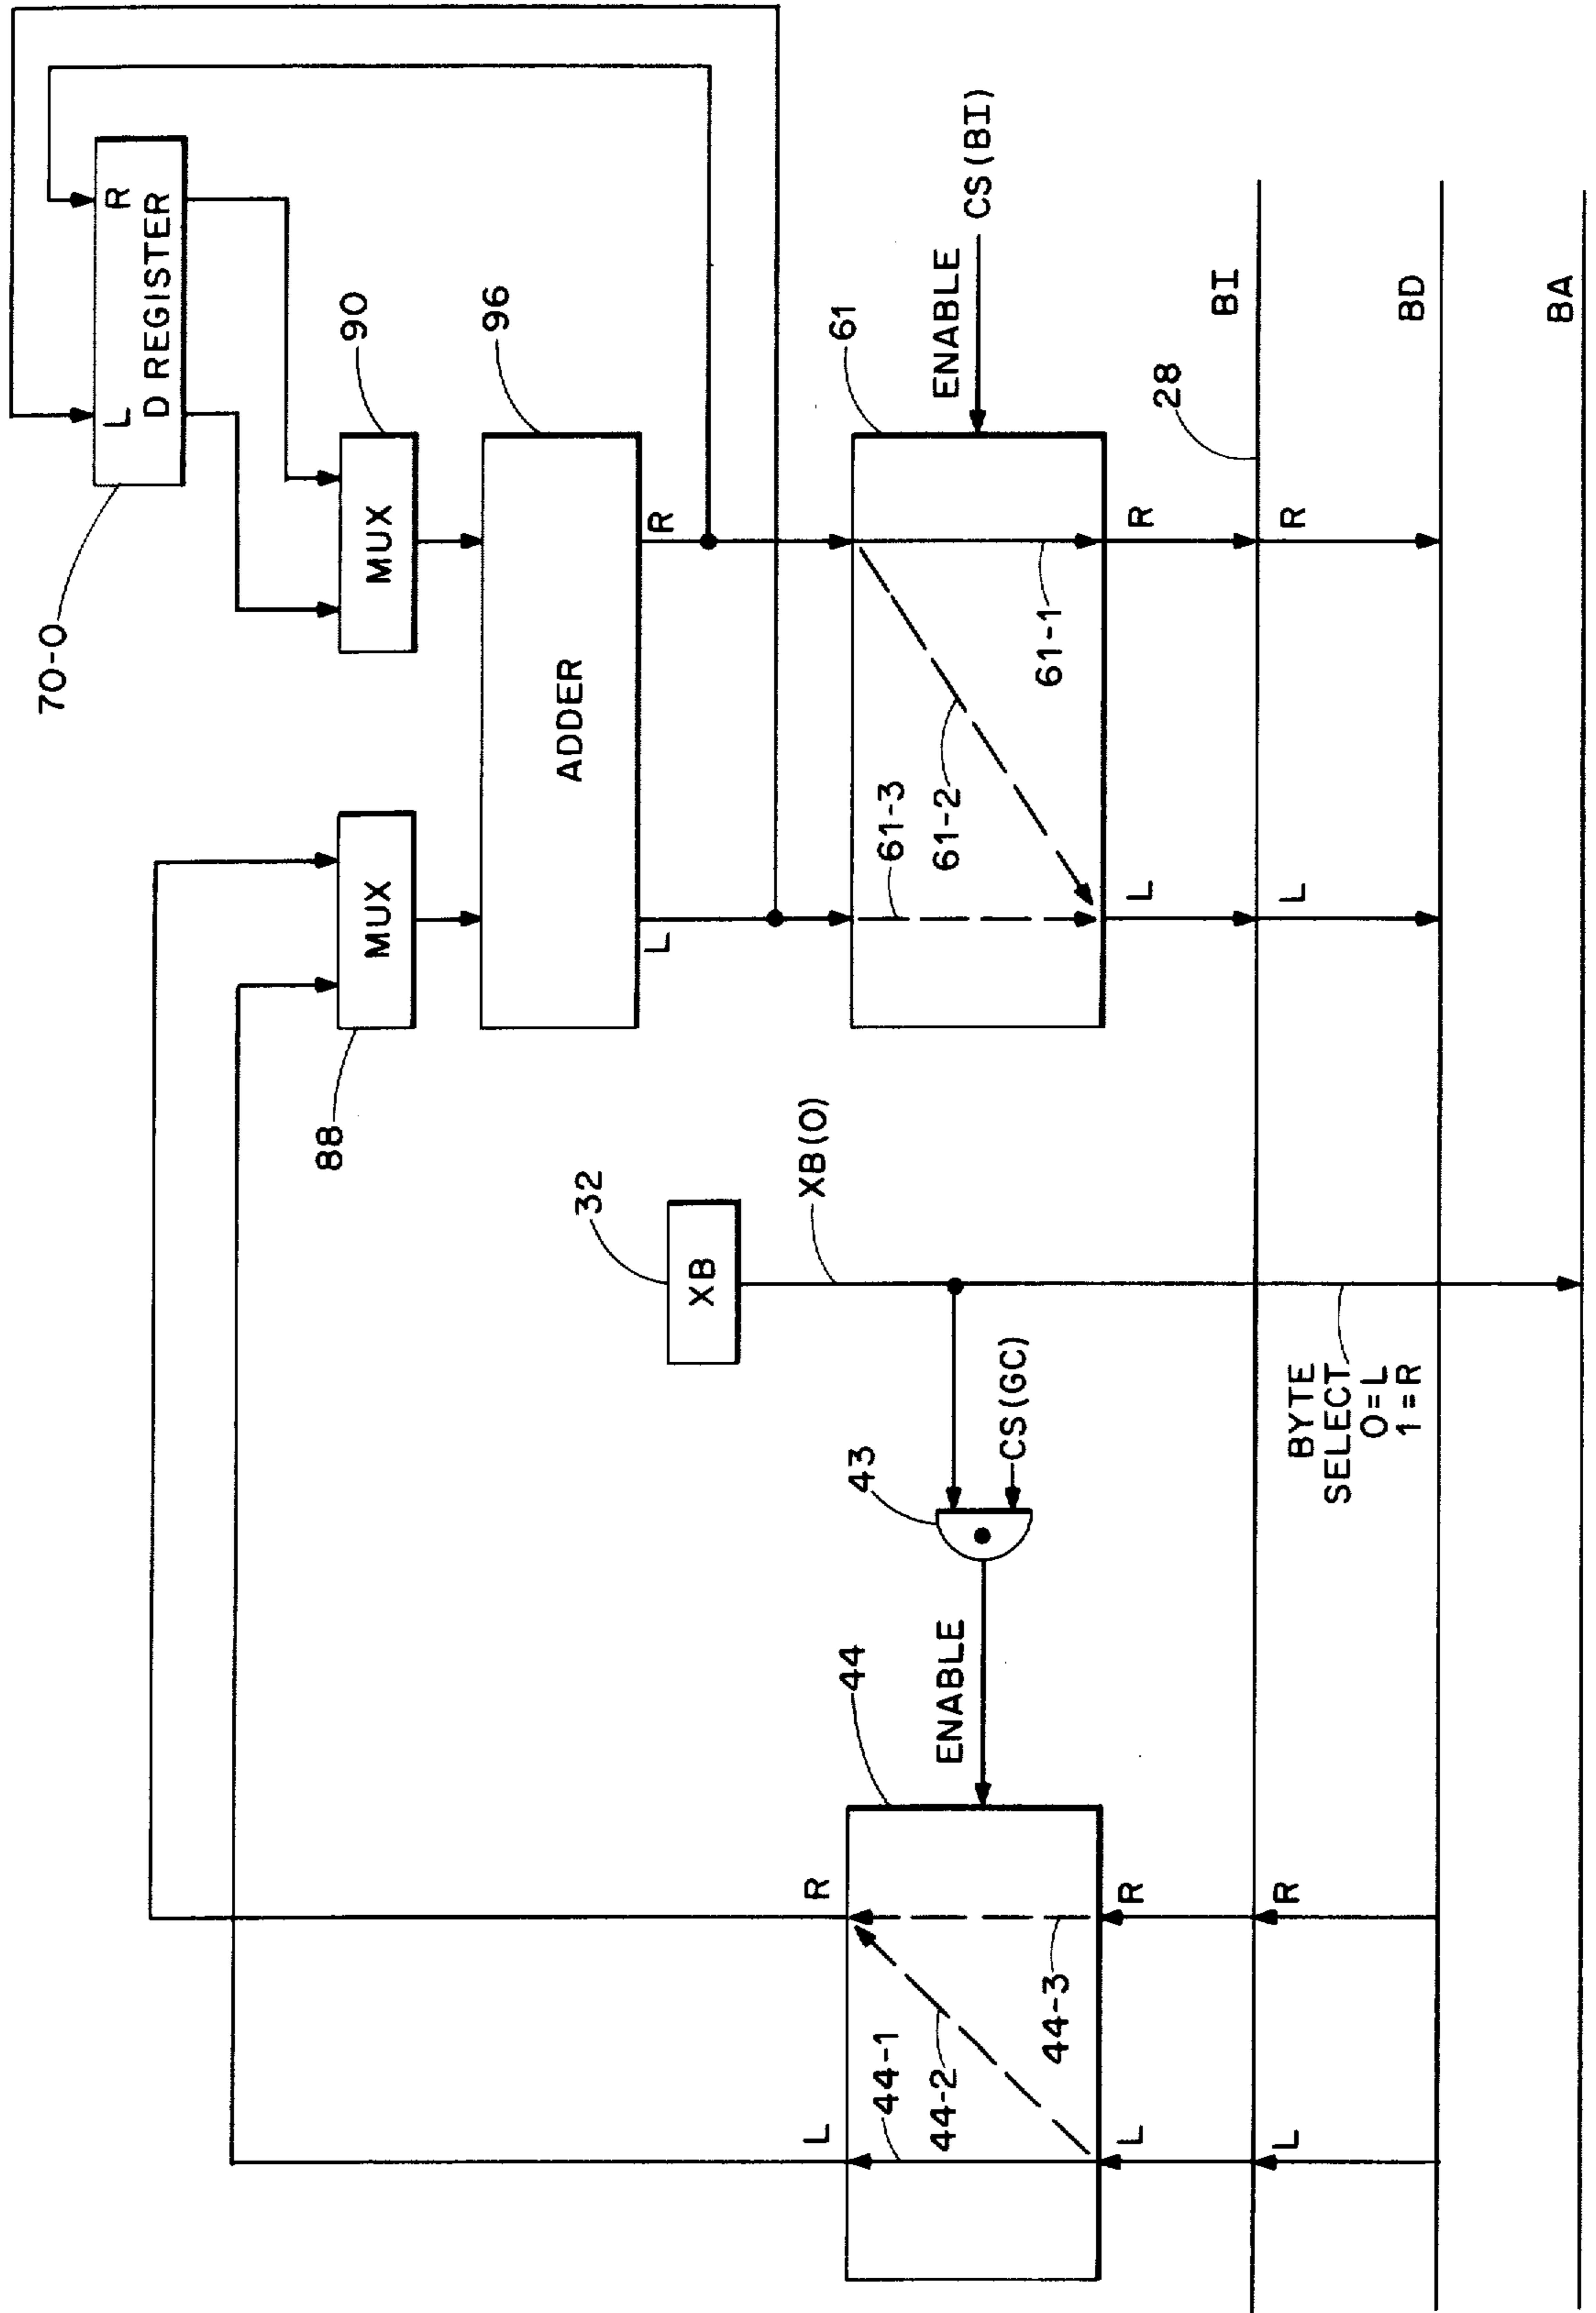 70-0
L R
D REGISTER
90
MUX
88
MUX
96
ADDER
L
R
32
XB
XB(0)
61
61-3
61-2
61-1
ENABLE
CS(BI)
L
R
43
CS(GC)
44
ENABLE
L
R
44-1
44-2
44-3
L
R
28
BI
L
R
L
R
BYTE
SELECT
0=L
1=R
BD
BA